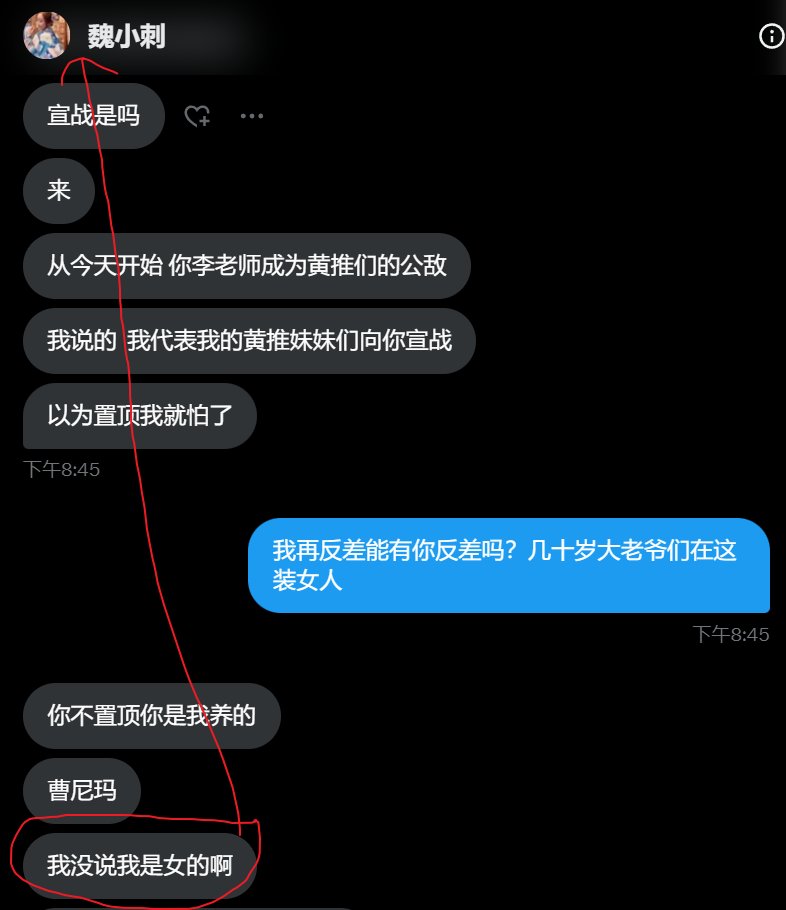 魏小刺
宣战是吗
来
从今天开始 你李老师成为黄推们的公敌
我说的 我代表我的黄推妹妹们向你宣战
以为置顶我就怕了
下午8:45
我再反差能有你反差吗？几十岁大老爷们在这
装女人
下午8:45
你不置顶你是我养的
曹尼玛
我没说我是女的啊